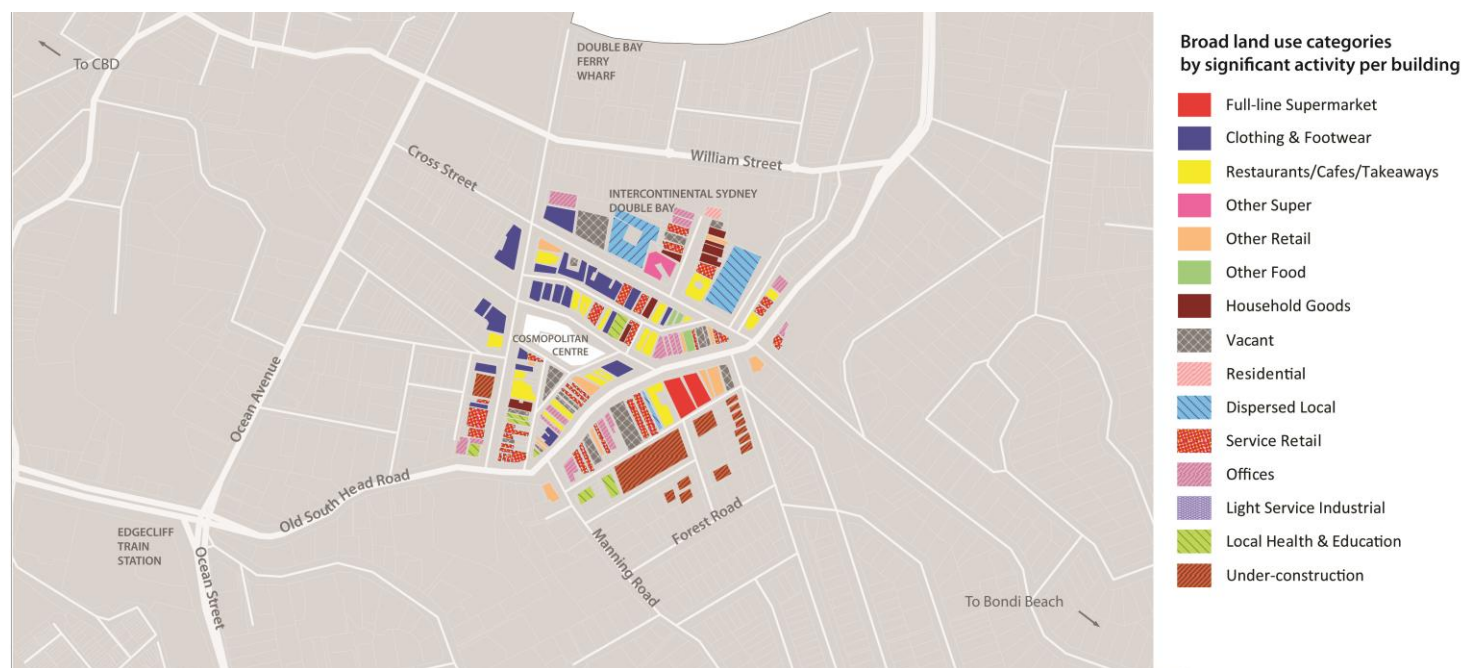 To CBD
DOUBLE BAY
FERRY
WHARF
Cross Street
William Street
INTERCONTINENTAL SYDNEY
DOUBLE BAY
COSMOPOLITAN
CENTRE
Ocean Avenue
Old South Head Road
EDGECLIFF
TRAIN
STATION
Ocean Street
Manning Road
Forest Road
To Bondi Beach
Broad land use categories
by significant activity per building
Full-line Supermarket
Clothing & Footwear
Restaurants/Cafes/Takeaways
Other Super
Other Retail
Other Food
Household Goods
Vacant
Residential
Dispersed Local
Service Retail
Offices
Light Service Industrial
Local Health & Education
Under-construction